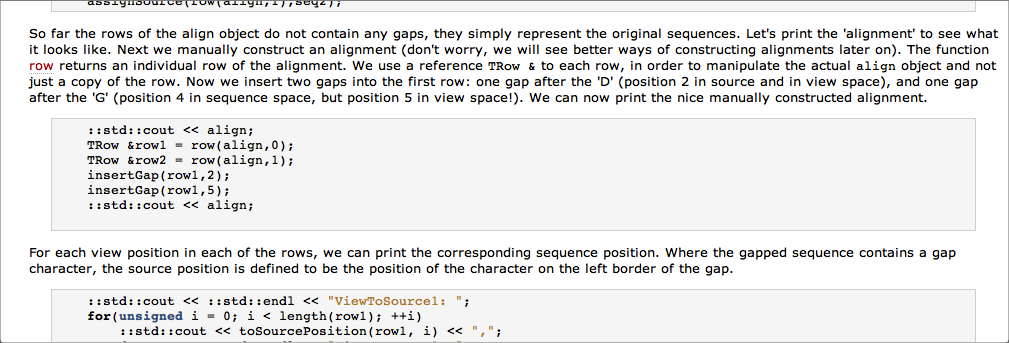 assignSource(row(align,1),seq2);
So far the rows of the align object do not contain any gaps, they simply represent the original sequences. Let's print the 'alignment' to see what
it looks like. Next we manually construct an alignment (don't worry, we will see better ways of constructing alignments later on). The function
row returns an individual row of the alignment. We use a reference TRow & to each row, in order to manipulate the actual align object and not
just a copy of the row. Now we insert two gaps into the first row: one gap after the 'D' (position 2 in source and in view space), and one gap
after the 'G' (position 4 in sequence space, but position 5 in view space!). We can now print the nice manually constructed alignment.
::std::cout << align;
TRow &row1 = row(align,0);
TRow &row2 = row(align,1);
insertGap(row1,2);
insertGap(row1,5);
::std::cout << align;
For each view position in each of the rows, we can print the corresponding sequence position. Where the gapped sequence contains a gap
character, the source position is defined to be the position of the character on the left border of the gap.
::std::cout << ::std::endl << "ViewToSource1: ";
for(unsigned i = 0; i < length(row1); ++i)
::std::cout << toSourcePosition(row1, i) << ",";